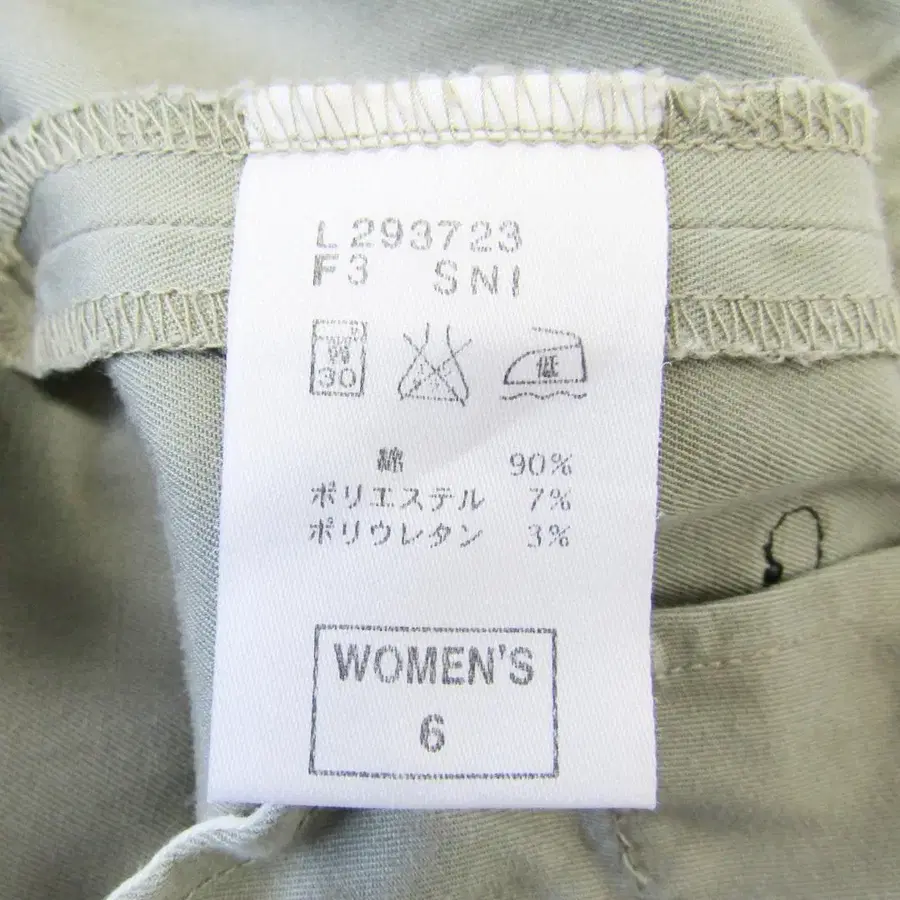 L293723
F3 SNI
W
30
低
綿 90%
ポリエステル 7%
ポリウレタン 3%
WOMEN'S
6